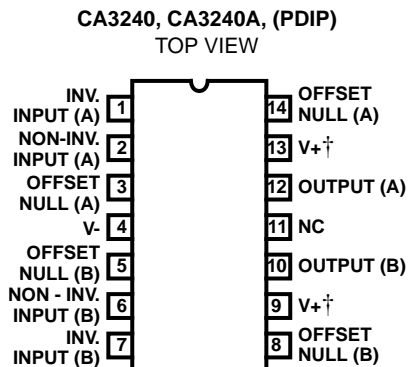 CA3240, CA3240A, (PDIP)
TOP VIEW
INV.
INPUT (A)
1
NON-INV.
INPUT (A)
2
OFFSET
NULL (A)
3
V-
4
OFFSET
NULL (B)
5
NON - INV.
INPUT (B)
6
INV.
INPUT (B)
7
14
OFFSET
NULL (A)
13
V+†
12
OUTPUT (A)
11
NC
10
OUTPUT (B)
9
V+†
8
OFFSET
NULL (B)